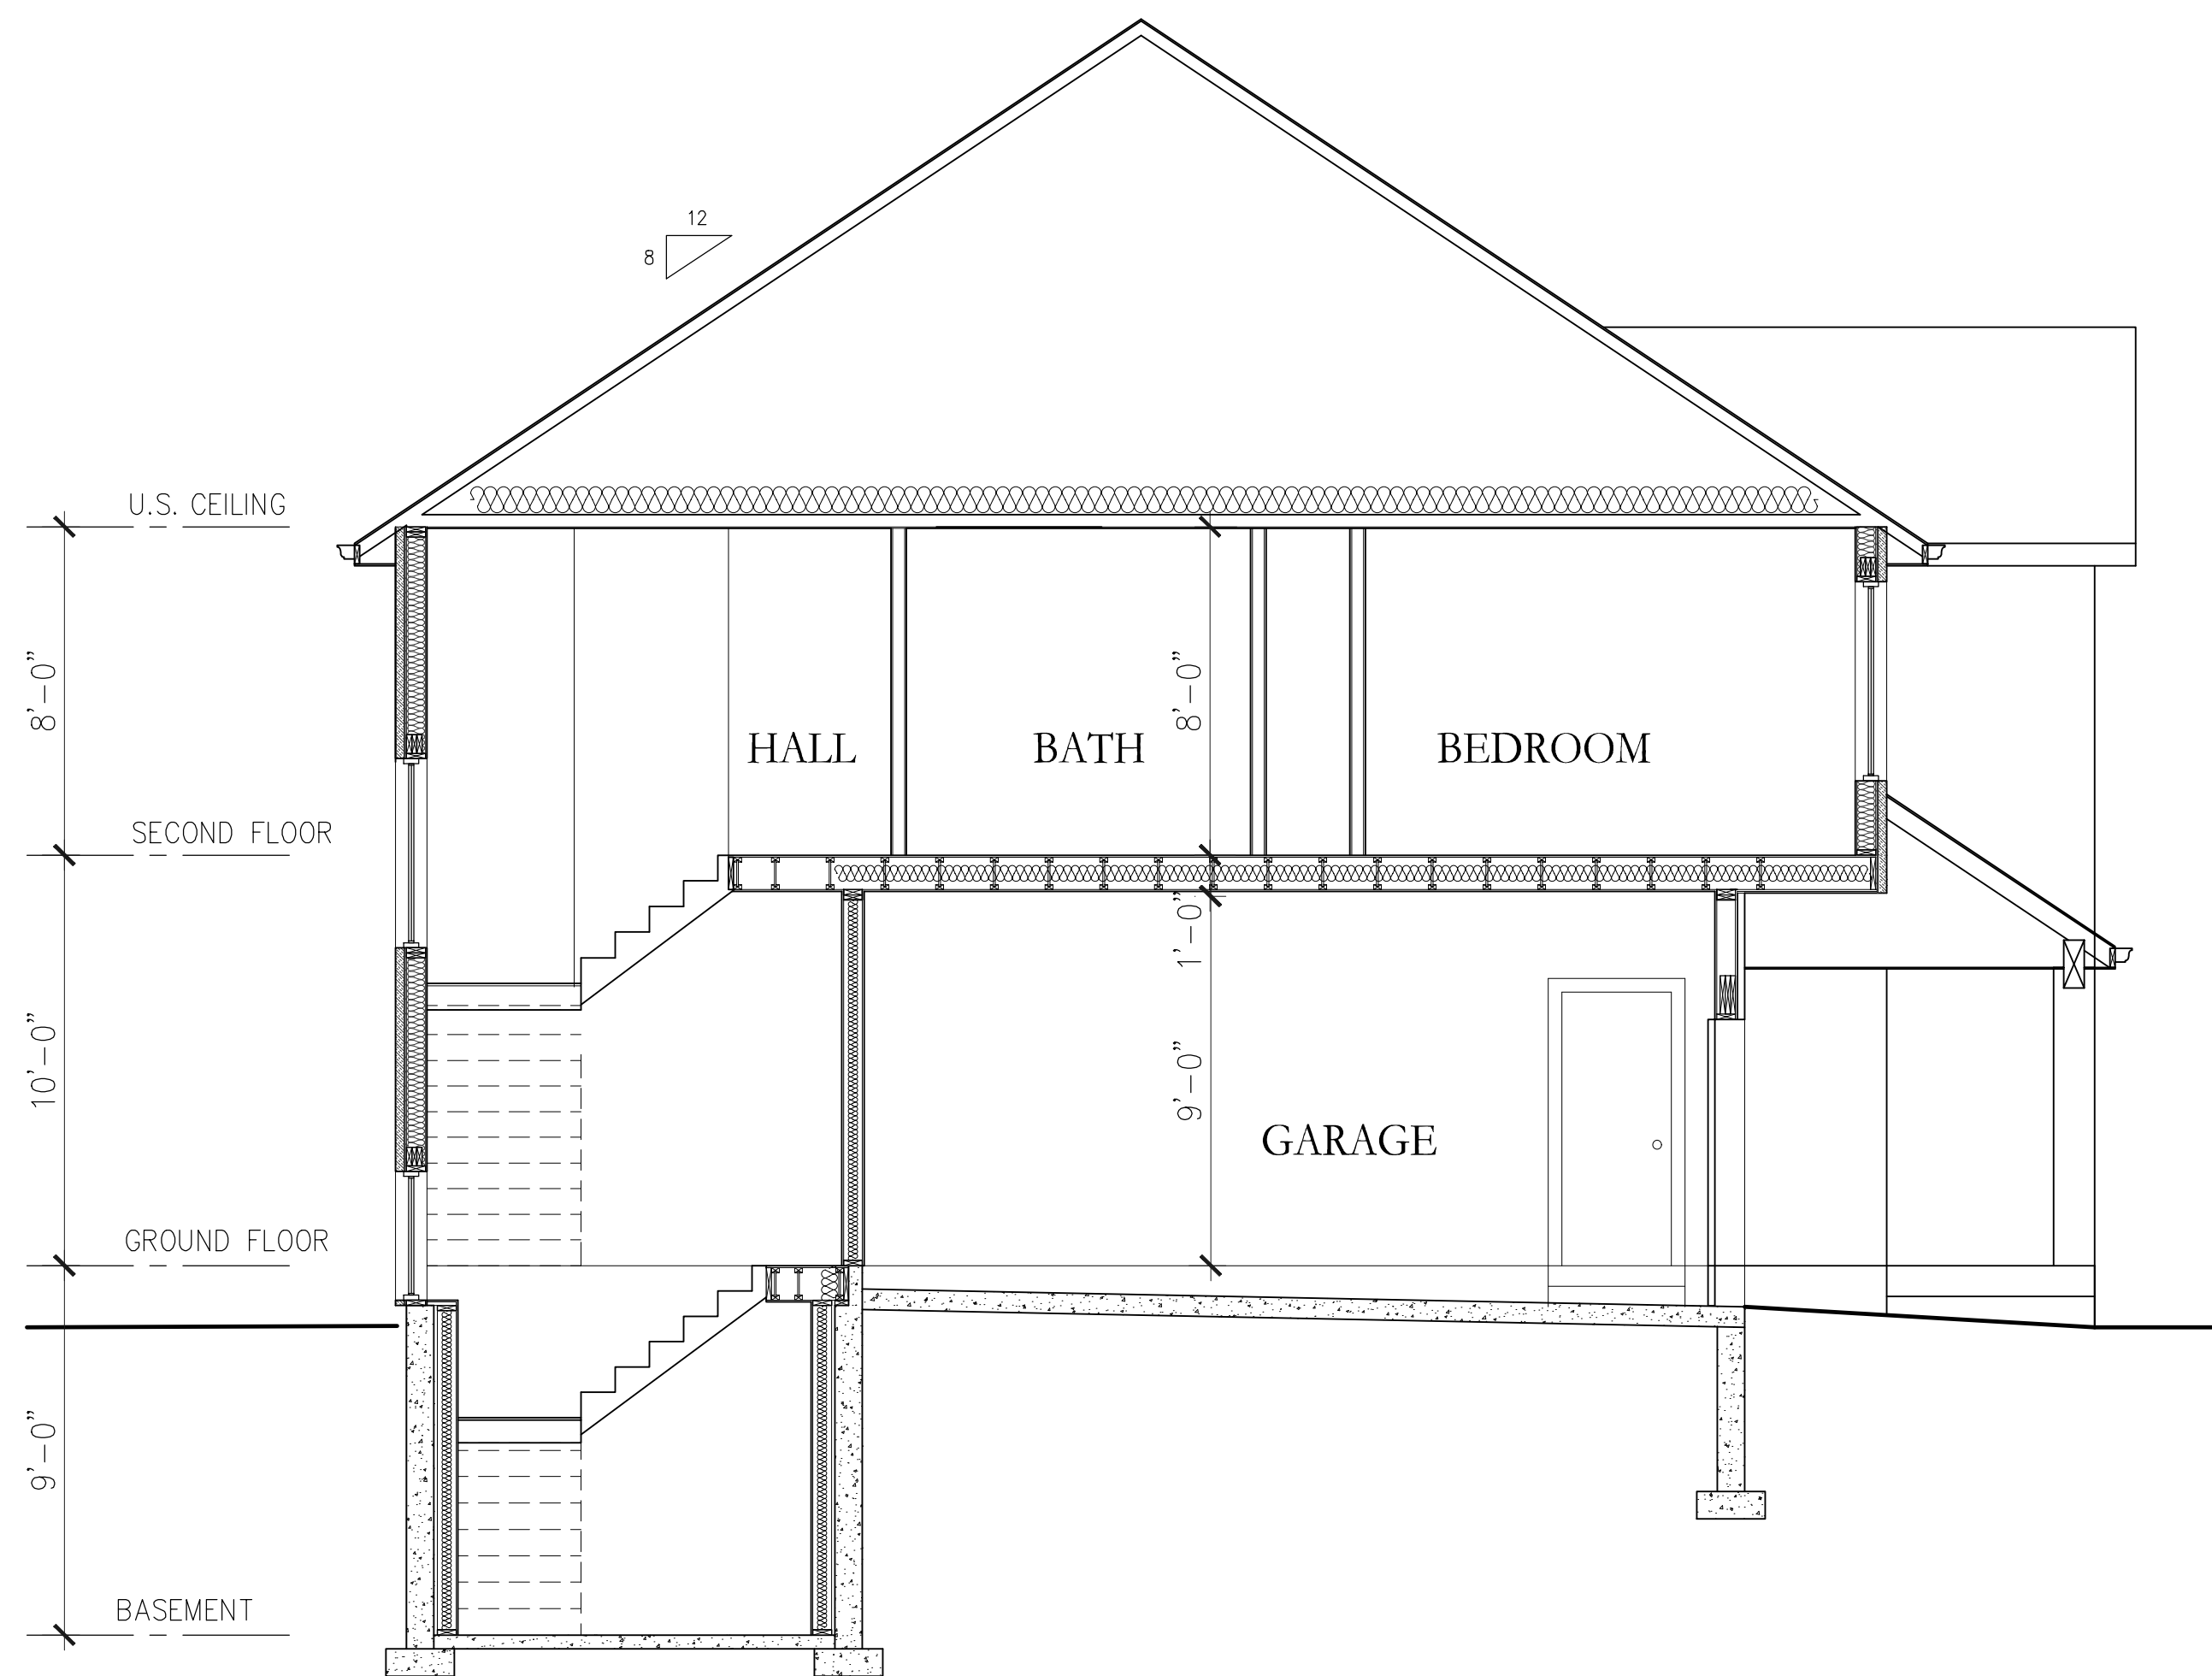 12
8
U.S. CEILING
8'-0"
8'-0"
HALL
BATH
BEDROOM
SECOND FLOOR
1'-0"
10'-0"
9'-0"
GARAGE
GROUND FLOOR
9'-0"
BASEMENT